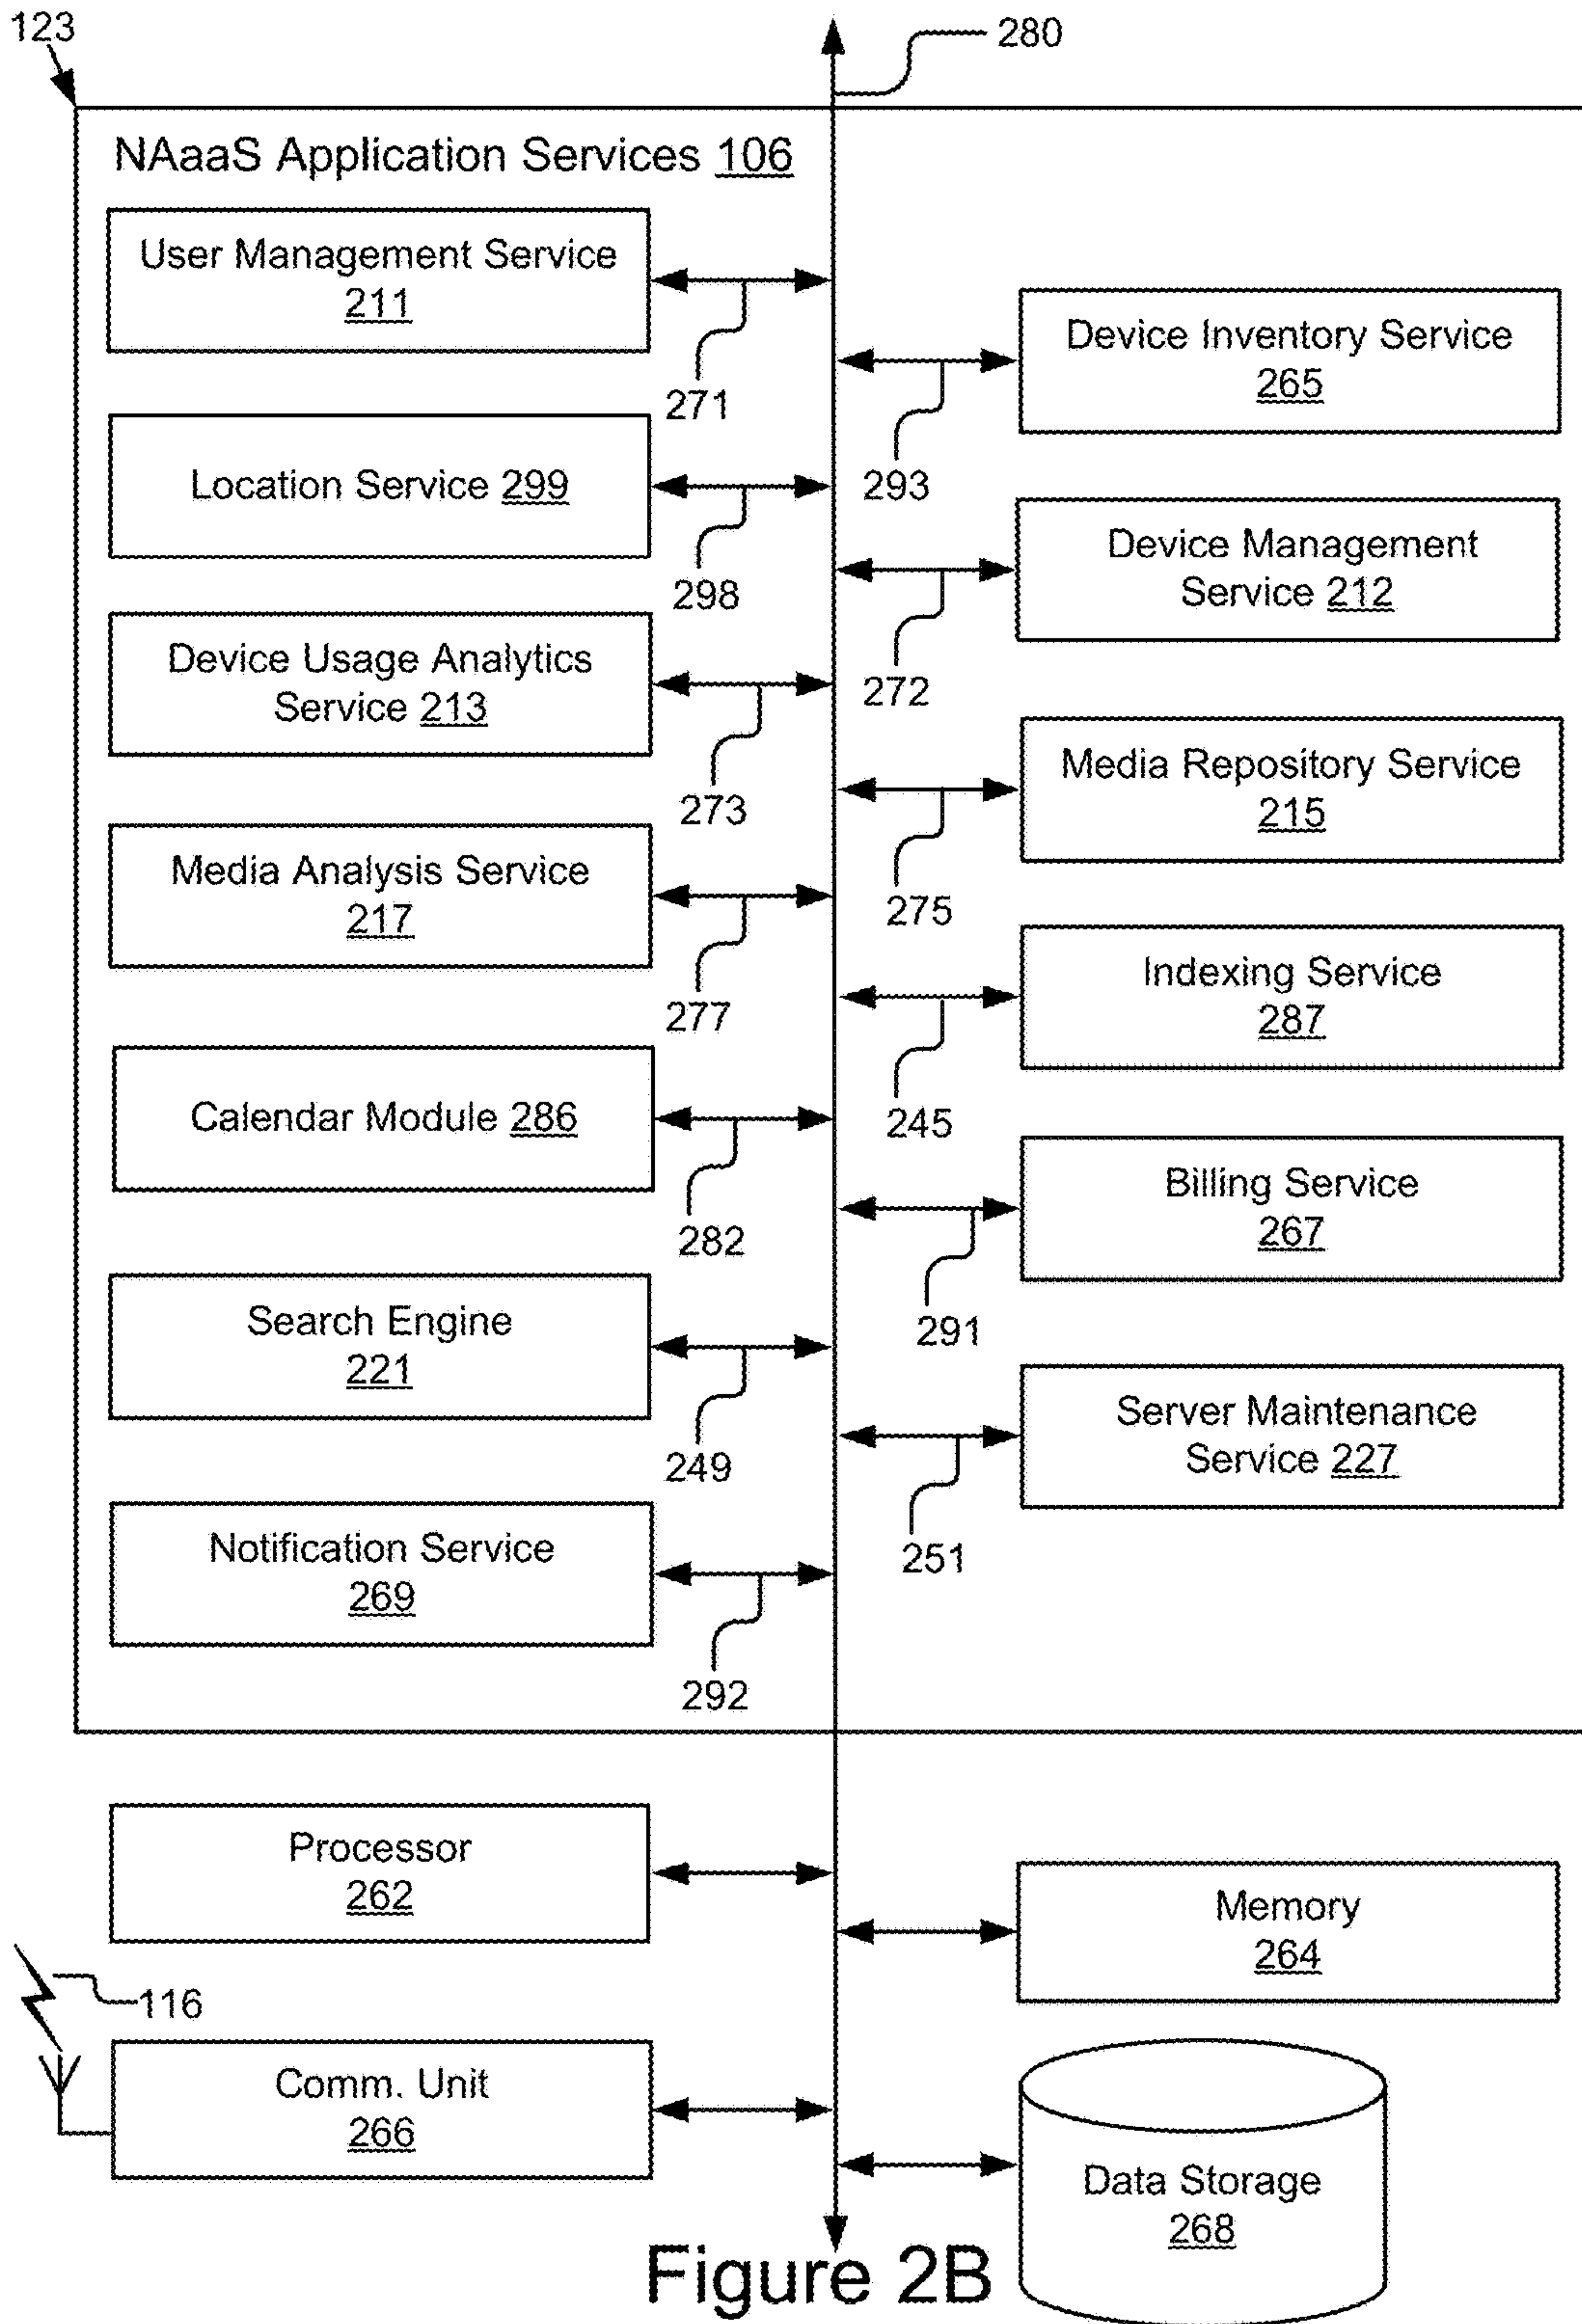 123
280
NAaaS Application Services 106
User Management Service
211
271
Device Inventory Service
265
293
Location Service 299
298
Device Management
Service 212
272
Device Usage Analytics
Service 213
273
Media Repository Service
215
275
Media Analysis Service
217
277
Indexing Service
287
245
Calendar Module 286
282
Billing Service
267
291
Search Engine
221
249
Server Maintenance
Service 227
251
Notification Service
269
292
Processor
262
Memory
264
116
Comm. Unit
266
Data Storage
268
Figure 2B